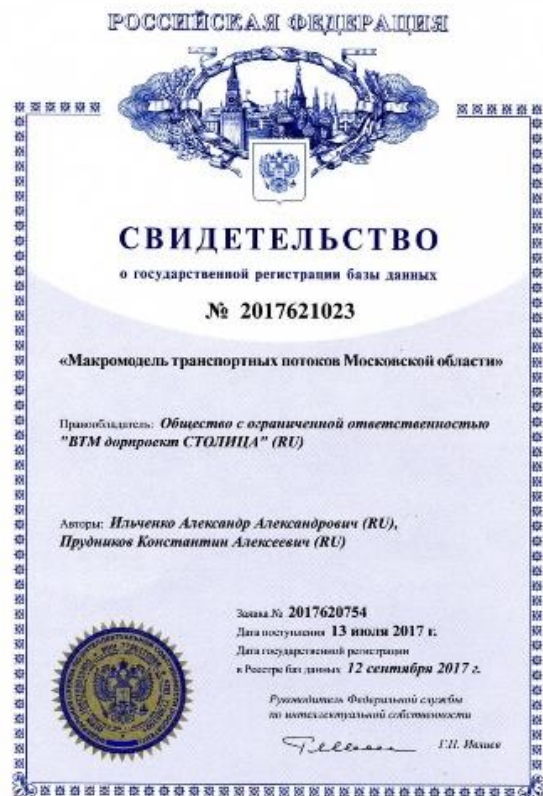 РОССИЙСКАЯ ФЕДЕРАЦИЯ
СВИДЕТЕЛЬСТВО
о государственной регистрации базы данных
№ 2017621023
«Макромодель транспортных потоков Московской области»
Правообладатель: Общество с ограниченной ответственностью
"ВТМ дорпроект СТОЛИЦА" (RU)
Авторы: Ильченко Александр Александрович (RU),
Прудников Константин Алексеевич (RU)
Заявка № 2017620754
Дата поступления 13 июля 2017 г.
Дата государственной регистрации
в Реестре баз данных 12 сентября 2017 г.
Руководитель Федеральной службы
по интеллектуальной собственности
Г.П. Ивлиев